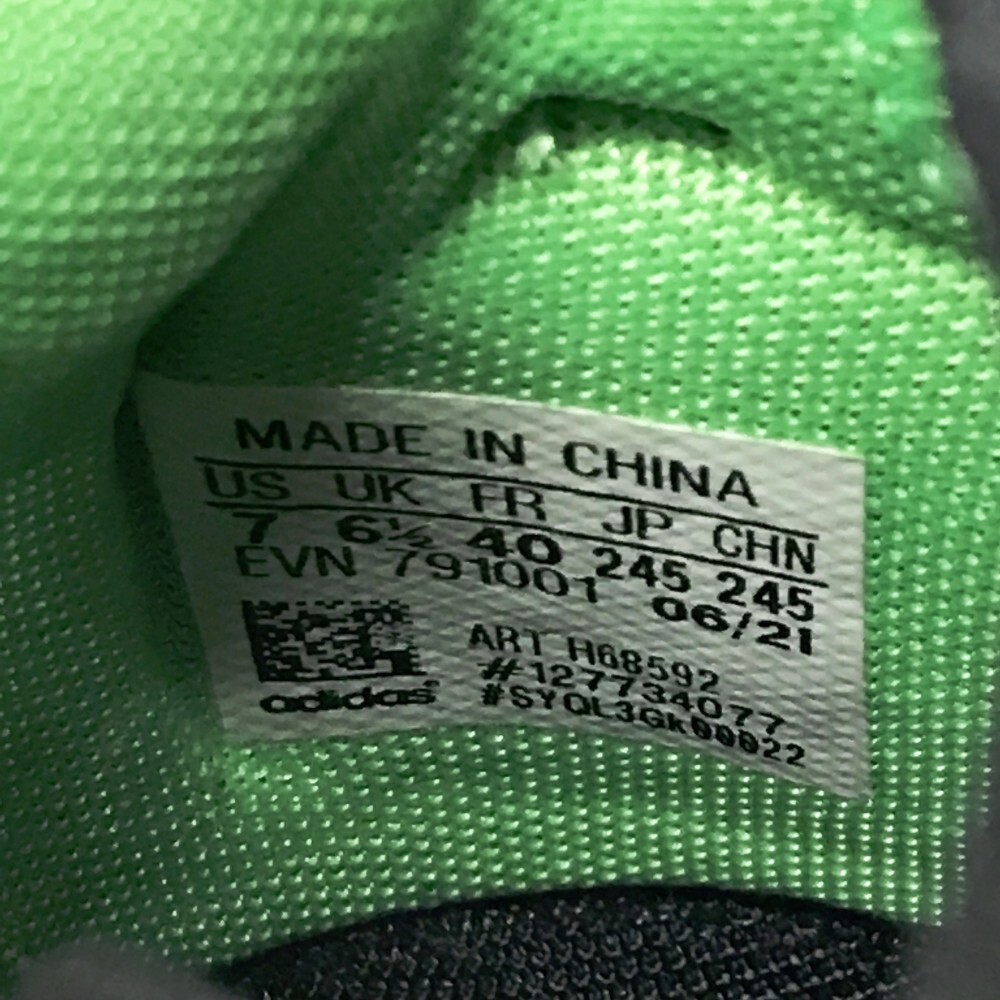 MADE IN CHINA
US UK FR JP CHN
7 6½ 40 245 245
EVN 791001 06/21
ART H68592
#127734077
#SYQL3GK00022
adidas